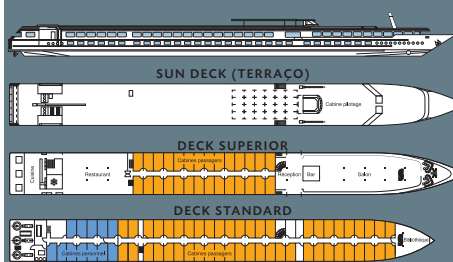 SUN DECK (TERRAÇO)
Cabine pilotage
DECK SUPERIOR
Cabines passagers
Cuisine
Restaurant
Réception
Bar
Salon
DECK STANDARD
Bibliothèque
Cabines personnel
Cabines passagers